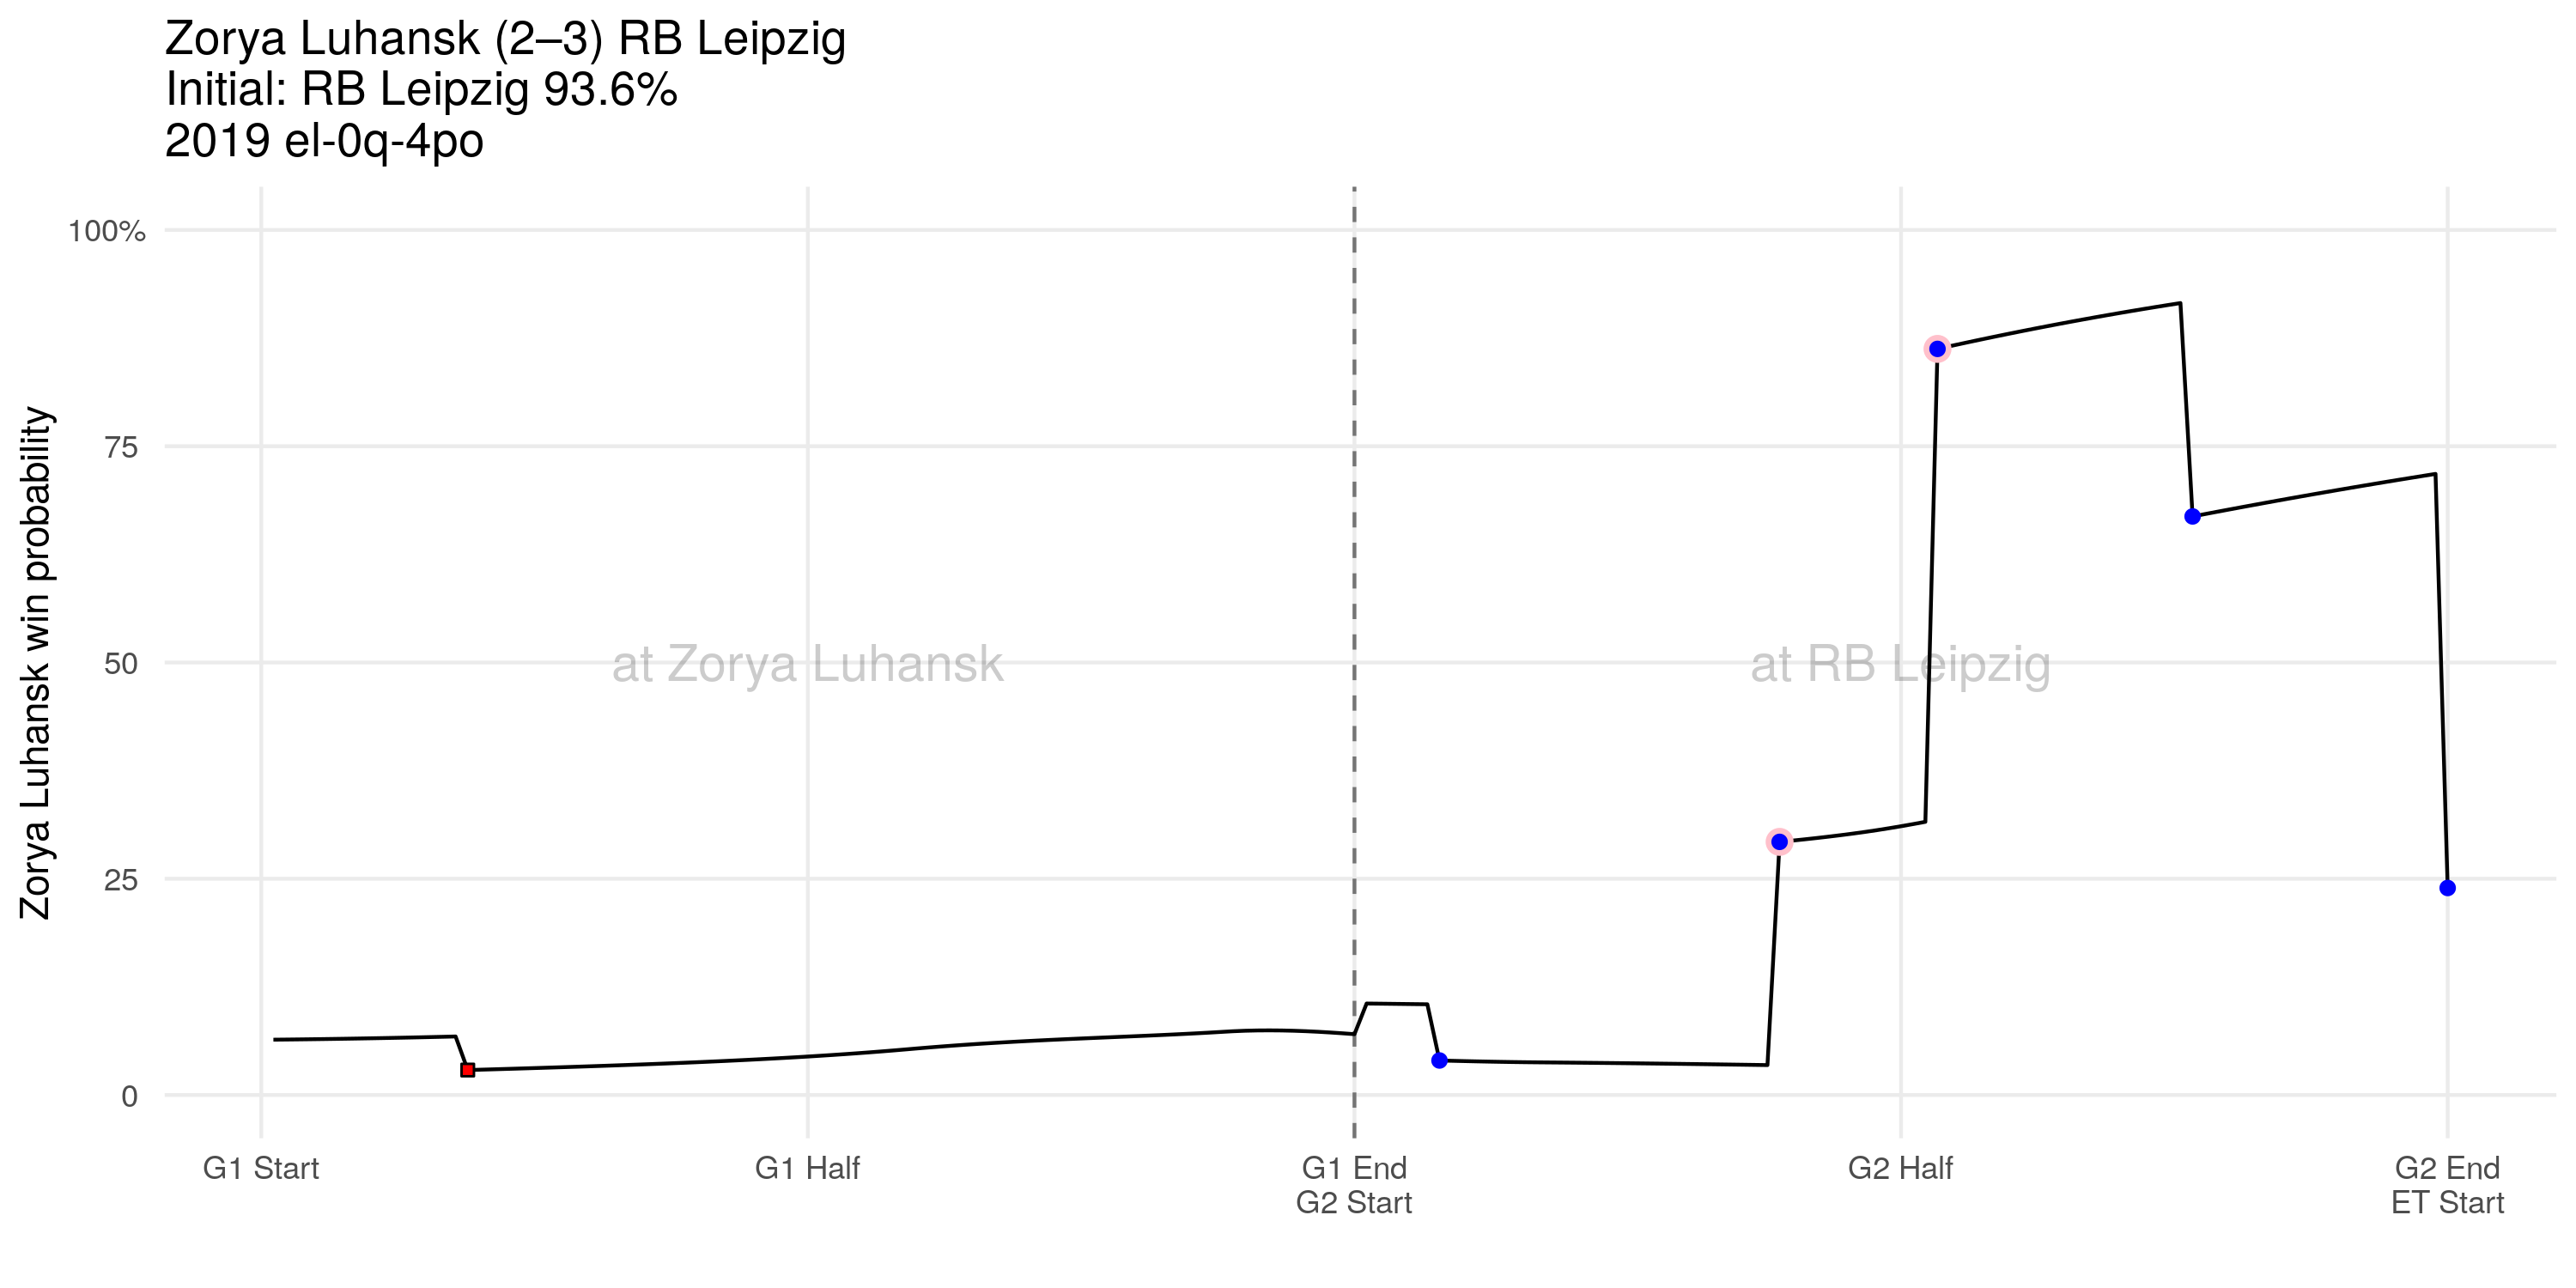 Zorya Luhansk (2–3) RB Leipzig
Initial: RB Leipzig 93.6%
2019 el-0q-4po
Zorya Luhansk win probability
100%
75
50
25
0
at Zorya Luhansk
at RB Leipzig
G1 Start
G1 Half
G1 End
G2 Start
G2 Half
G2 End
ET Start